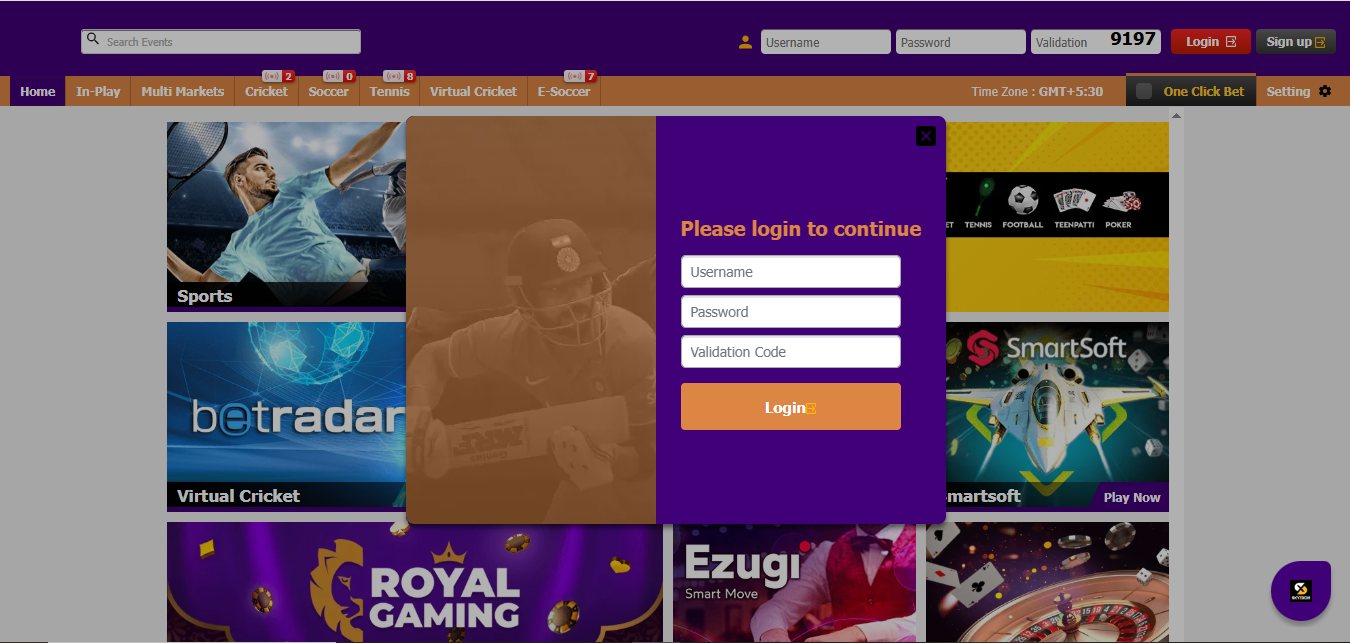 Search Events
Username
Password
Validation 9197
Login
Sign up
Home
In-Play
Multi Markets
Cricket 2
Soccer 0
Tennis 8
Virtual Cricket
E-Soccer 7
Time Zone : GMT+5:30
One Click Bet
Setting
Please login to continue
Username
Password
Validation Code
Login
Sports
ET TENNIS FOOTBALL TEENPATTI POKER
betradar
Virtual Cricket
SmartSoft
martsoft
Play Now
ROYAL
GAMING
Ezugi
Smart Move